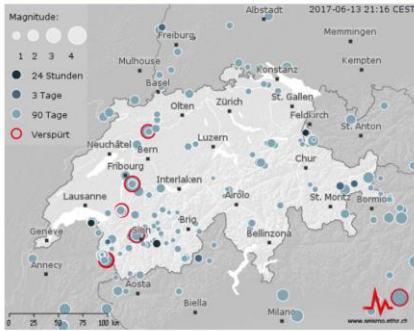 Magnitude:
1 2 3 4
24 Stunden
3 Tage
90 Tage
Verspürt
2017-06-13 21:16 CEST
Albstadt
Freiburg
Memmingen
Mulhouse
Kempten
Basel
Konstanz
Olten
Zürich
St. Gallen
Feldkirch
St. Anton
Neuchâtel
Bern
Luzern
Fribourg
Chur
Interlaken
Lausanne
Airolo
St. Moritz
Bormio
Genève
Sion
Brig
Bellinzona
Annecy
Aosta
Biella
Milano
0 50 100 km
www.seismo.ethz.ch